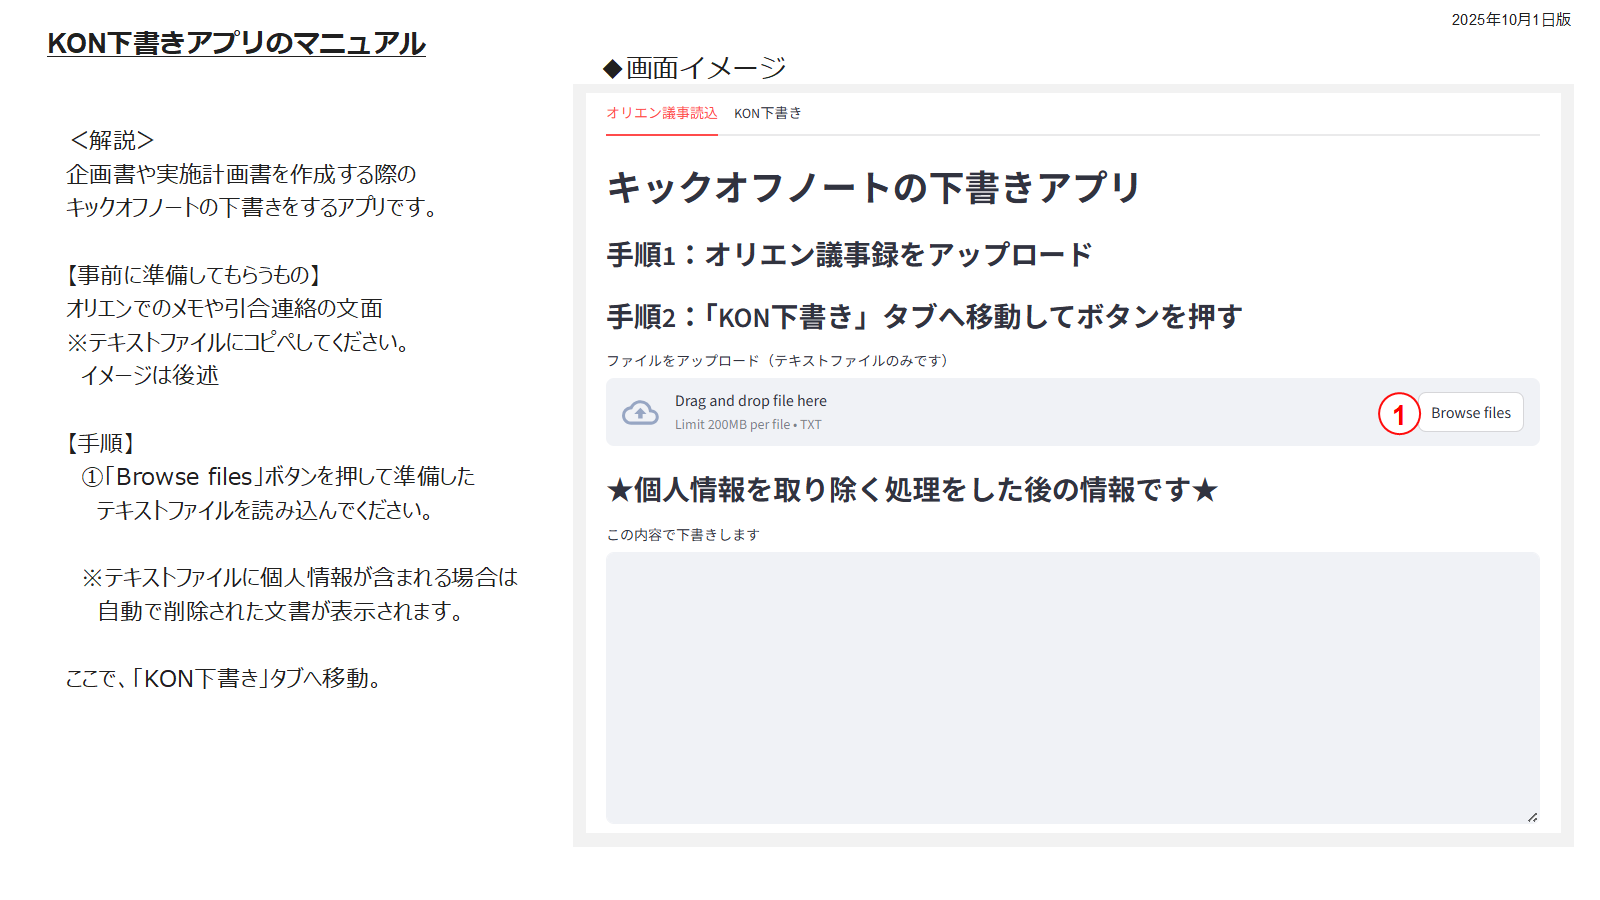 2025年10月1日版
KON下書きアプリのマニュアル
＜解説＞
企画書や実施計画書を作成する際の
キックオフノートの下書きをするアプリです。
【事前に準備してもらうもの】
オリエンでのメモや引合連絡の文面
※テキストファイルにコピペしてください。
イメージは後述
【手順】
①「Browse files」ボタンを押して準備した
テキストファイルを読み込んでください。
※テキストファイルに個人情報が含まれる場合は
自動で削除された文書が表示されます。
ここで、「KON下書き」タブへ移動。
◆画面イメージ
オリエン議事読込 KON下書き
キックオフノートの下書きアプリ
手順1：オリエン議事録をアップロード
手順2：「KON下書き」タブへ移動してボタンを押す
ファイルをアップロード（テキストファイルのみです）
Drag and drop file here
Limit 200MB per file • TXT
1 Browse files
★個人情報を取り除く処理をした後の情報です★
この内容で下書きします